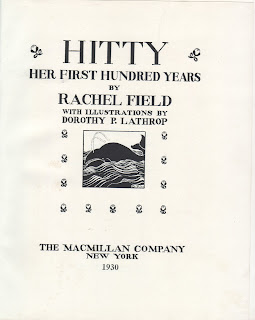 HITTY
HER FIRST HUNDRED YEARS
BY
RACHEL FIELD
WITH ILLUSTRATIONS BY
DOROTHY P. LATHROP
THE MACMILLAN COMPANY
NEW YORK
1930